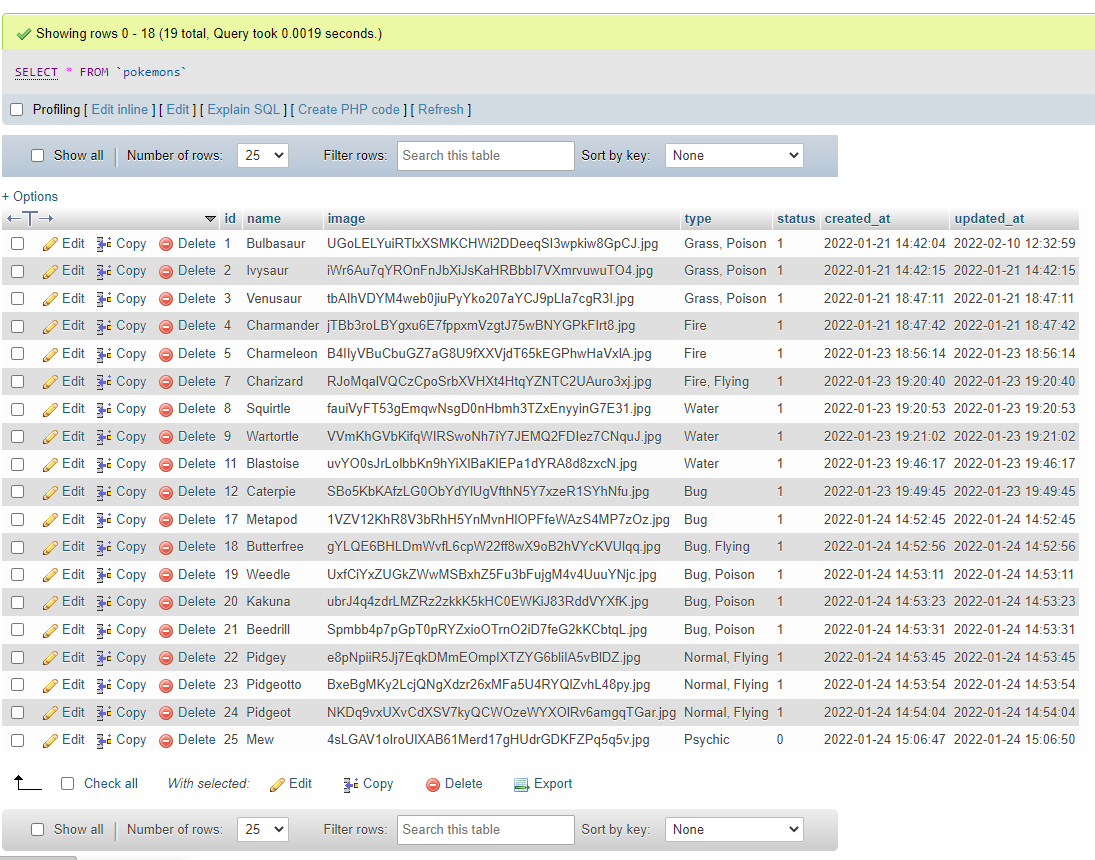 Showing rows 0 - 18 (19 total, Query took 0.0019 seconds.)
SELECT * FROM `pokemons`
Profiling [ Edit inline ] [ Edit ] [ Explain SQL ] [ Create PHP code ] [ Refresh ]
Show all Number of rows: 25 Filter rows: Search this table Sort by key: None
+ Options
←T→ id name image type status created_at updated_at
Edit Copy Delete 1 Bulbasaur UGoLELYuiRTIxXSMKCHWi2DDeeqSI3wpkiw8GpCJ.jpg Grass, Poison 1 2022-01-21 14:42:04 2022-02-10 12:32:59
Edit Copy Delete 2 Ivysaur iWr6Au7qYROnFnJbXiJsKaHRBbbI7VXmrvuwuTO4.jpg Grass, Poison 1 2022-01-21 14:42:15 2022-01-21 14:42:15
Edit Copy Delete 3 Venusaur tbAlhVDYM4web0jiuPyYko207aYCJ9pLla7cgR3I.jpg Grass, Poison 1 2022-01-21 18:47:11 2022-01-21 18:47:11
Edit Copy Delete 4 Charmander jTBb3roLBYgxu6E7fppxmVzgtJ75wBNYGPkFIrt8.jpg Fire 1 2022-01-21 18:47:42 2022-01-21 18:47:42
Edit Copy Delete 5 Charmeleon B4IIyVBuCbuGZ7aG8U9fXXVjdT65kEGPhwHaVxIA.jpg Fire 1 2022-01-23 18:56:14 2022-01-23 18:56:14
Edit Copy Delete 7 Charizard RJoMqalVQCzCpoSrbXVHXt4HtqYZNTC2UAuro3xj.jpg Fire, Flying 1 2022-01-23 19:20:40 2022-01-23 19:20:40
Edit Copy Delete 8 Squirtle fauiVyFT53gEmqwNsgD0nHbmh3TZxEnyyinG7E31.jpg Water 1 2022-01-23 19:20:53 2022-01-23 19:20:53
Edit Copy Delete 9 Wartortle VVmKhGVbKifqWIRSwoNh7iY7JEMQ2FDIez7CNquJ.jpg Water 1 2022-01-23 19:21:02 2022-01-23 19:21:02
Edit Copy Delete 11 Blastoise uvYO0sJrLolbbKn9hYiXIBaKIEPa1dYRA8d8zxcN.jpg Water 1 2022-01-23 19:46:17 2022-01-23 19:46:17
Edit Copy Delete 12 Caterpie SBo5KbKAfzLG0ObYdYlUgVfthN5Y7xzeR1SYhNfu.jpg Bug 1 2022-01-23 19:49:45 2022-01-23 19:49:45
Edit Copy Delete 17 Metapod 1VZV12KhR8V3bRhH5YnMvnHIOPFfeWAzS4MP7zOz.jpg Bug 1 2022-01-24 14:52:45 2022-01-24 14:52:45
Edit Copy Delete 18 Butterfree gYLQE6BHLDmWvfL6cpW22ff8wX9oB2hVYcKVUlqq.jpg Bug, Flying 1 2022-01-24 14:52:56 2022-01-24 14:52:56
Edit Copy Delete 19 Weedle UxfCiYxZUGkZWwMSBxhZ5Fu3bFujgM4v4UuuYNjc.jpg Bug, Poison 1 2022-01-24 14:53:11 2022-01-24 14:53:11
Edit Copy Delete 20 Kakuna ubrJ4q4zdrLMZRz2zkkK5kHC0EWKiJ83RddVYXfK.jpg Bug, Poison 1 2022-01-24 14:53:23 2022-01-24 14:53:23
Edit Copy Delete 21 Beedrill Spmbb4p7pGpT0pRYZxioOTrnO2iD7feG2kKCbtqL.jpg Bug, Poison 1 2022-01-24 14:53:31 2022-01-24 14:53:31
Edit Copy Delete 22 Pidgey e8pNpiiR5Jj7EqkDMmEOmpIXTZYG6bliIA5vBIDZ.jpg Normal, Flying 1 2022-01-24 14:53:45 2022-01-24 14:53:45
Edit Copy Delete 23 Pidgeotto BxeBgMKy2LcjQNgXdzr26xMFa5U4RYQIZvhL48py.jpg Normal, Flying 1 2022-01-24 14:53:54 2022-01-24 14:53:54
Edit Copy Delete 24 Pidgeot NKDq9vxUXvCdXSV7kyQCWOzeWYXOIRv6amgqTGar.jpg Normal, Flying 1 2022-01-24 14:54:04 2022-01-24 14:54:04
Edit Copy Delete 25 Mew 4sLGAV1oIroUIXAB61Merd17gHUdrGDKFZPq5q5v.jpg Psychic 0 2022-01-24 15:06:47 2022-01-24 15:06:50
Check all With selected: Edit Copy Delete Export
Show all Number of rows: 25 Filter rows: Search this table Sort by key: None